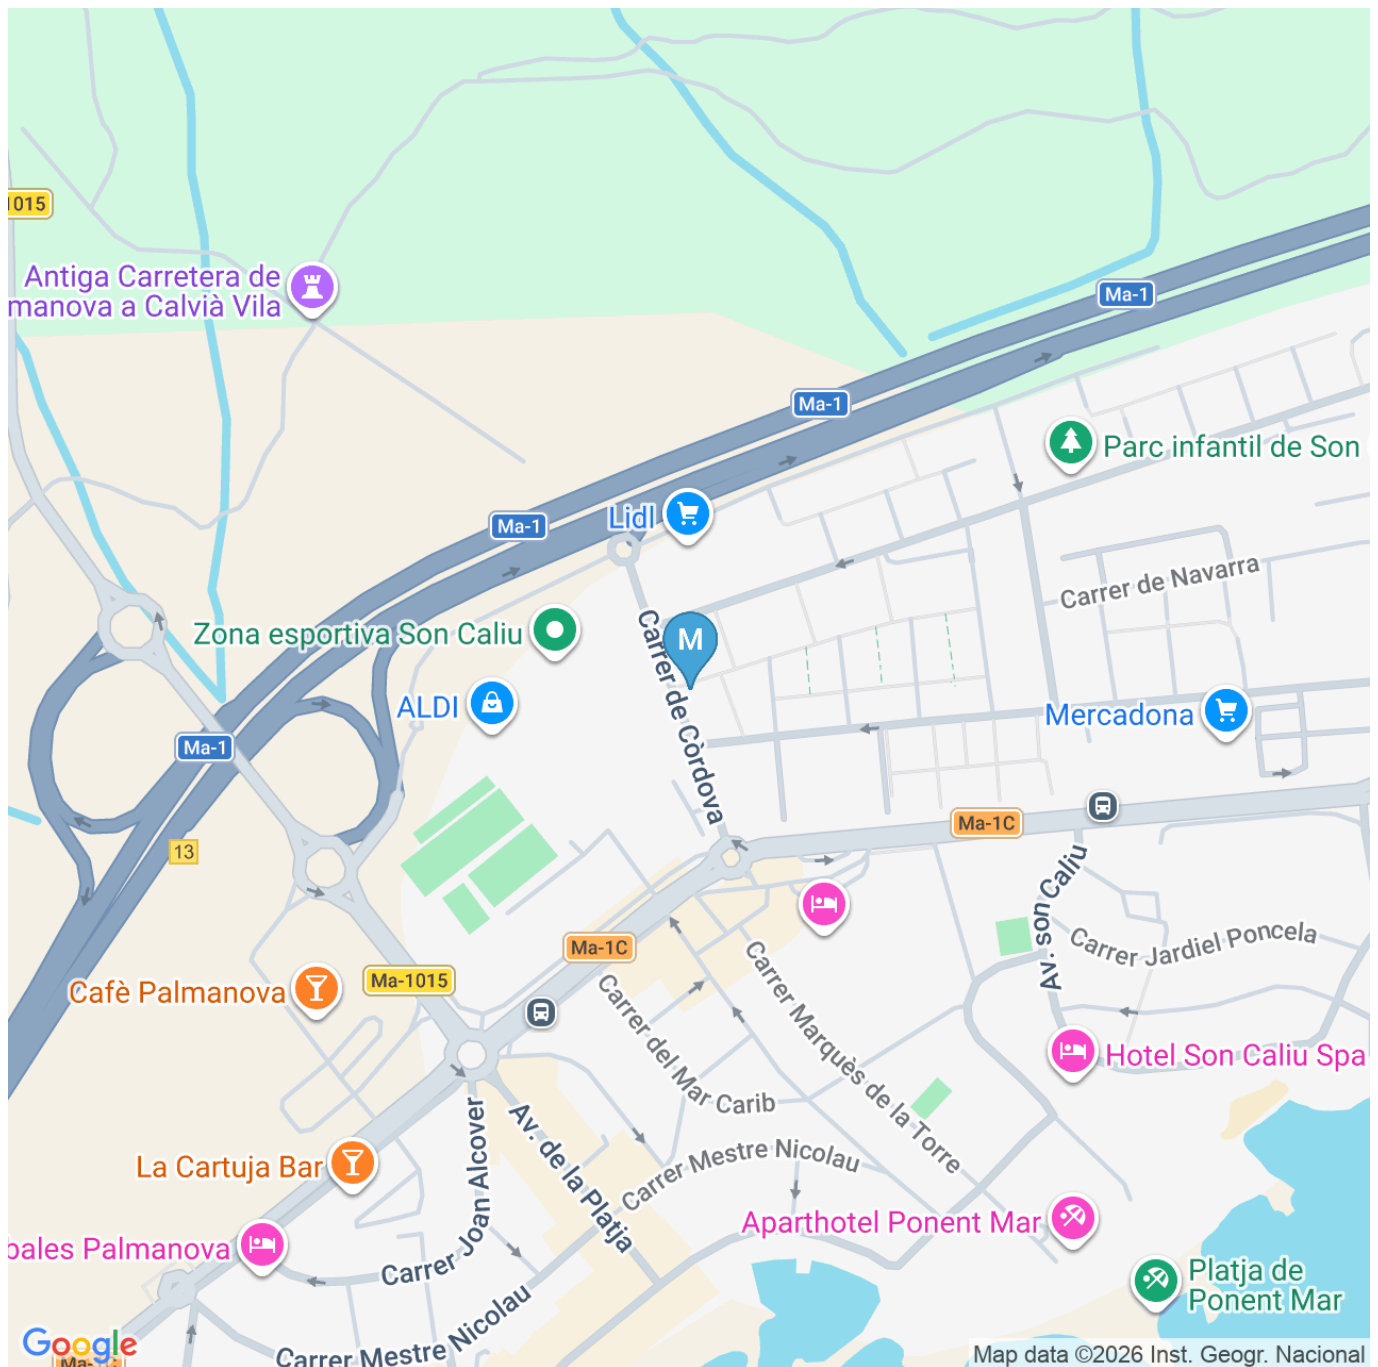 1015
Antiga Carretera de
manova a Calvià Vila
Ma-1
Ma-1
Parc infantil de Son
Ma-1
Lidl
Carrer de Navarra
Zona esportiva Son Caliu
M
Carrer de Còrdova
ALDI
Mercadona
Ma-1
Ma-1C
13
Av. son Caliu
Carrer Jardiel Poncela
Ma-1C
Ma-1015
Cafè Palmanova
Carrer del Mar Carib
Carrer Marquès de la Torre
Hotel Son Caliu Spa
Carrer Joan Alcover
Av. de la Platja
La Cartuja Bar
Carrer Mestre Nicolau
Aparthotel Ponent Mar
bales Palmanova
Platja de
Ponent Mar
Carrer Mestre Nicolau
Google
Ma-1C
Map data ©2026 Inst. Geogr. Nacional